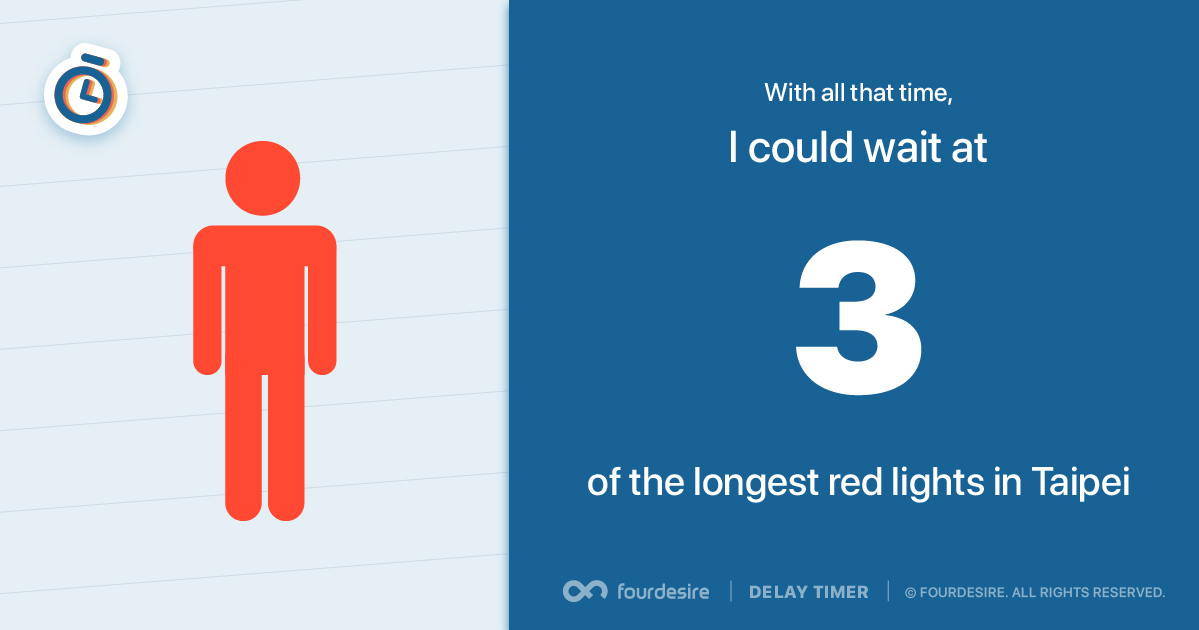 With all that time,
I could wait at
3
of the longest red lights in Taipei
fourdesire | DELAY TIMER | © FOURDESIRE. ALL RIGHTS RESERVED.